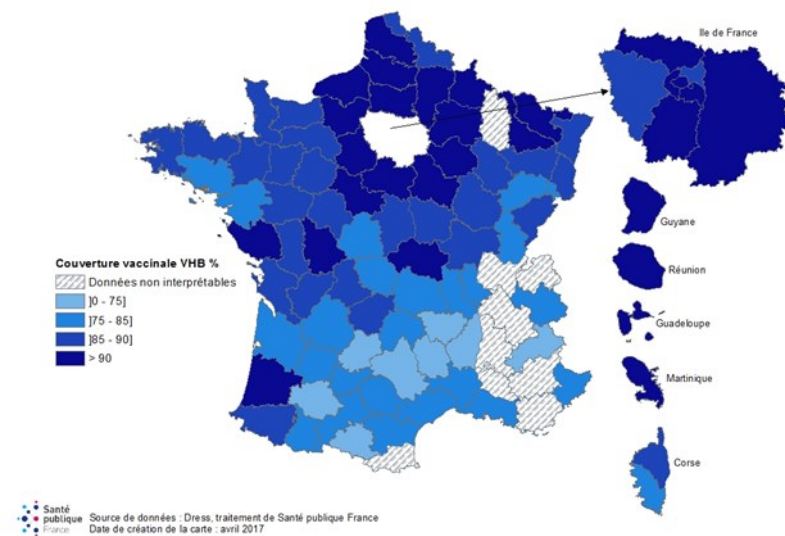 Ile de France
Guyane
Réunion
Guadeloupe
Martinique
Corse
Couverture vaccinale VHB %
Données non interprétables
]0 - 75]
]75 - 85]
]85 - 90]
> 90
Santé
publique
France
Source de données : Dress, traitement de Santé publique France
Date de création de la carte : avril 2017